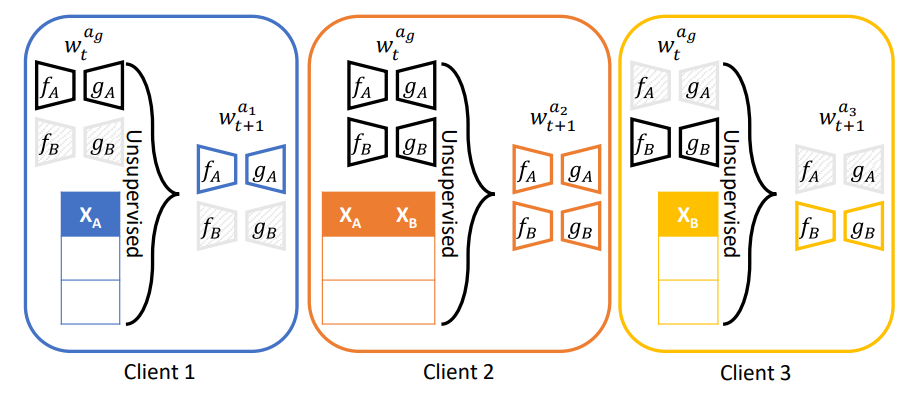 w_t^{a_g}
f_A g_A
f_B g_B
X_A
Unsupervised
w_{t+1}^{a_1}
f_A g_A
f_B g_B
Client 1
w_t^{a_g}
f_A g_A
f_B g_B
X_A X_B
Unsupervised
w_{t+1}^{a_2}
f_A g_A
f_B g_B
Client 2
w_t^{a_g}
f_A g_A
f_B g_B
X_B
Unsupervised
w_{t+1}^{a_3}
f_A g_A
f_B g_B
Client 3